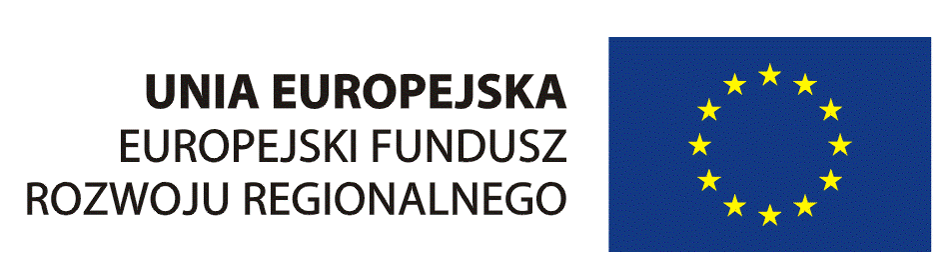 UNIA EUROPEJSKA
EUROPEJSKI FUNDUSZ
ROZWOJU REGIONALNEGO